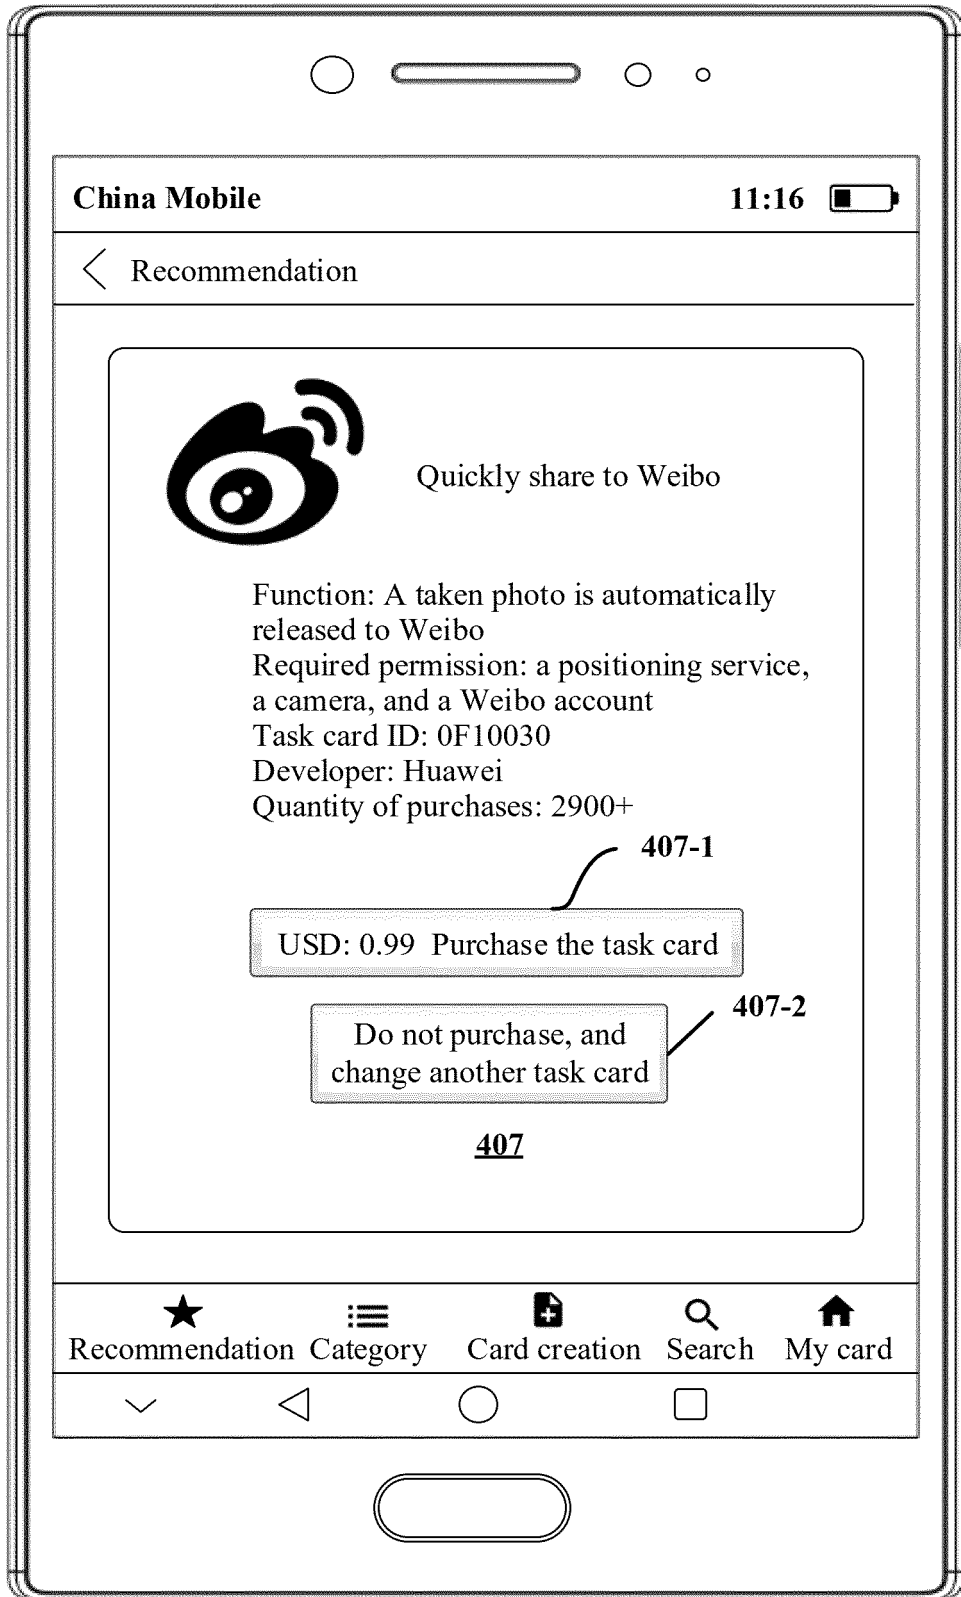 China Mobile 11:16
Recommendation
Quickly share to Weibo
Function: A taken photo is automatically
released to Weibo
Required permission: a positioning service,
a camera, and a Weibo account
Task card ID: 0F10030
Developer: Huawei
Quantity of purchases: 2900+
407-1
USD: 0.99 Purchase the task card
407-2
Do not purchase, and
change another task card
407
Recommendation Category Card creation Search My card